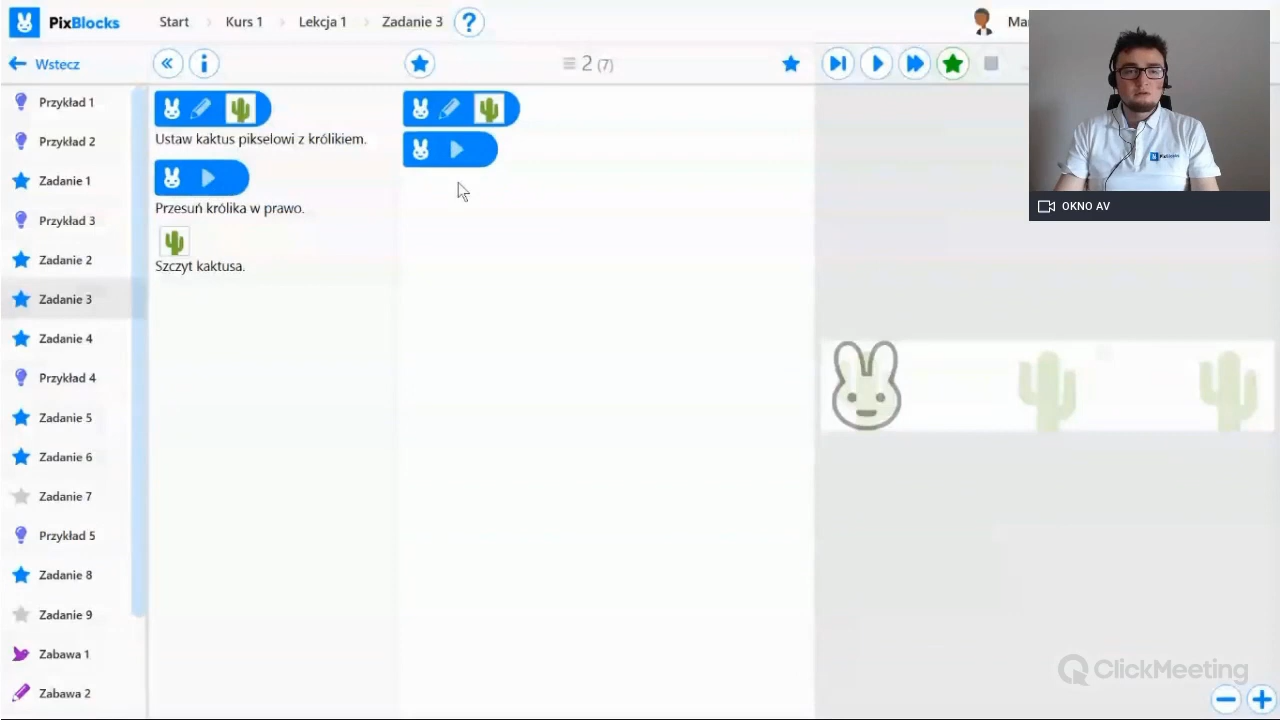 PixBlocks
Start
Kurs 1
Lekcja 1
Zadanie 3
?
Wstecz
2 (7)
OKNO AV
Przykład 1
Przykład 2
Zadanie 1
Przykład 3
Zadanie 2
Zadanie 3
Zadanie 4
Przykład 4
Zadanie 5
Zadanie 6
Zadanie 7
Przykład 5
Zadanie 8
Zadanie 9
Zabawa 1
Zabawa 2
Ustaw kaktus pikselowi z królikiem.
Przesuń królika w prawo.
Szczyt kaktusa.
PixBlocks
ClickMeeting